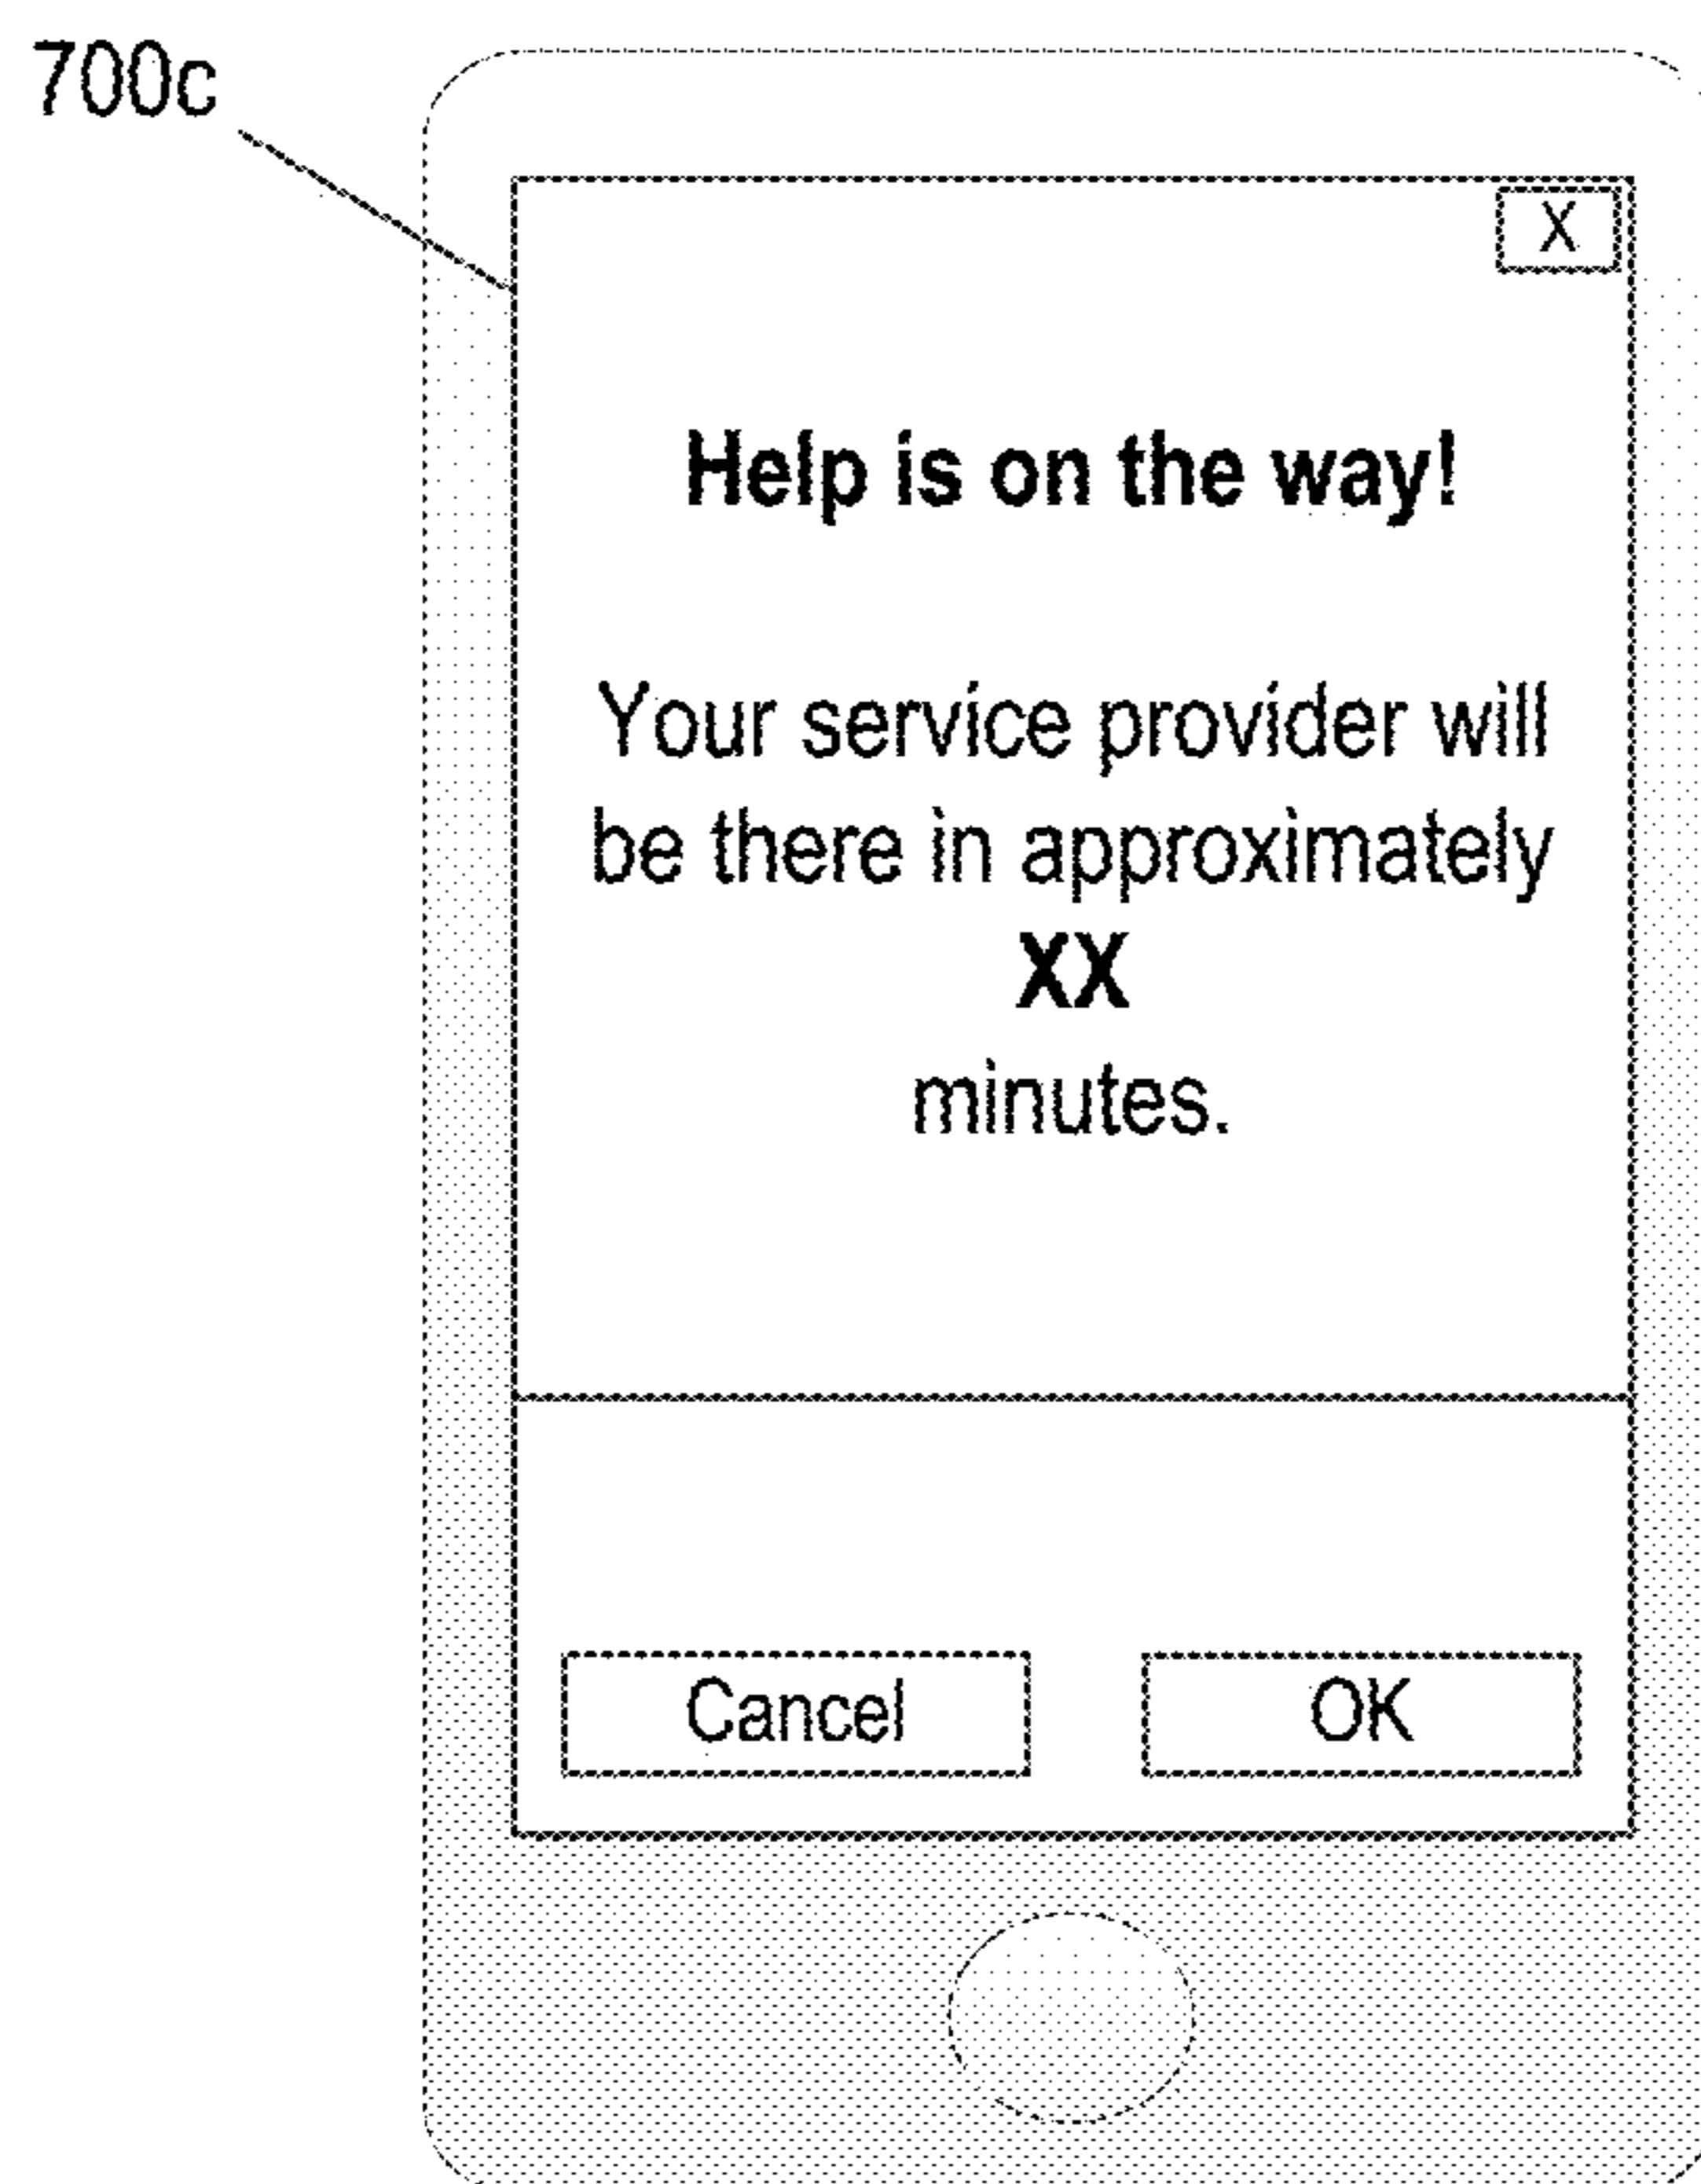 700c
X
Help is on the way!
Your service provider will
be there in approximately
XX
minutes.
Cancel OK